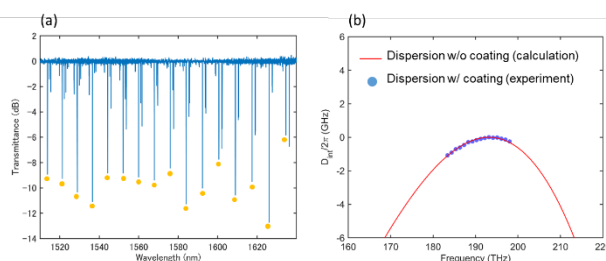 (a)
2
0
-2
-4
-6
-8
-10
-12
-14
Transmittance (dB)
1520 1540 1560 1580 1600 1620
Wavelength (nm)
(b)
6
4
2
0
-2
-4
-6
D_int/2π (GHz)
Dispersion w/o coating (calculation)
Dispersion w/ coating (experiment)
160 170 180 190 200 210 22
Frequency (THz)